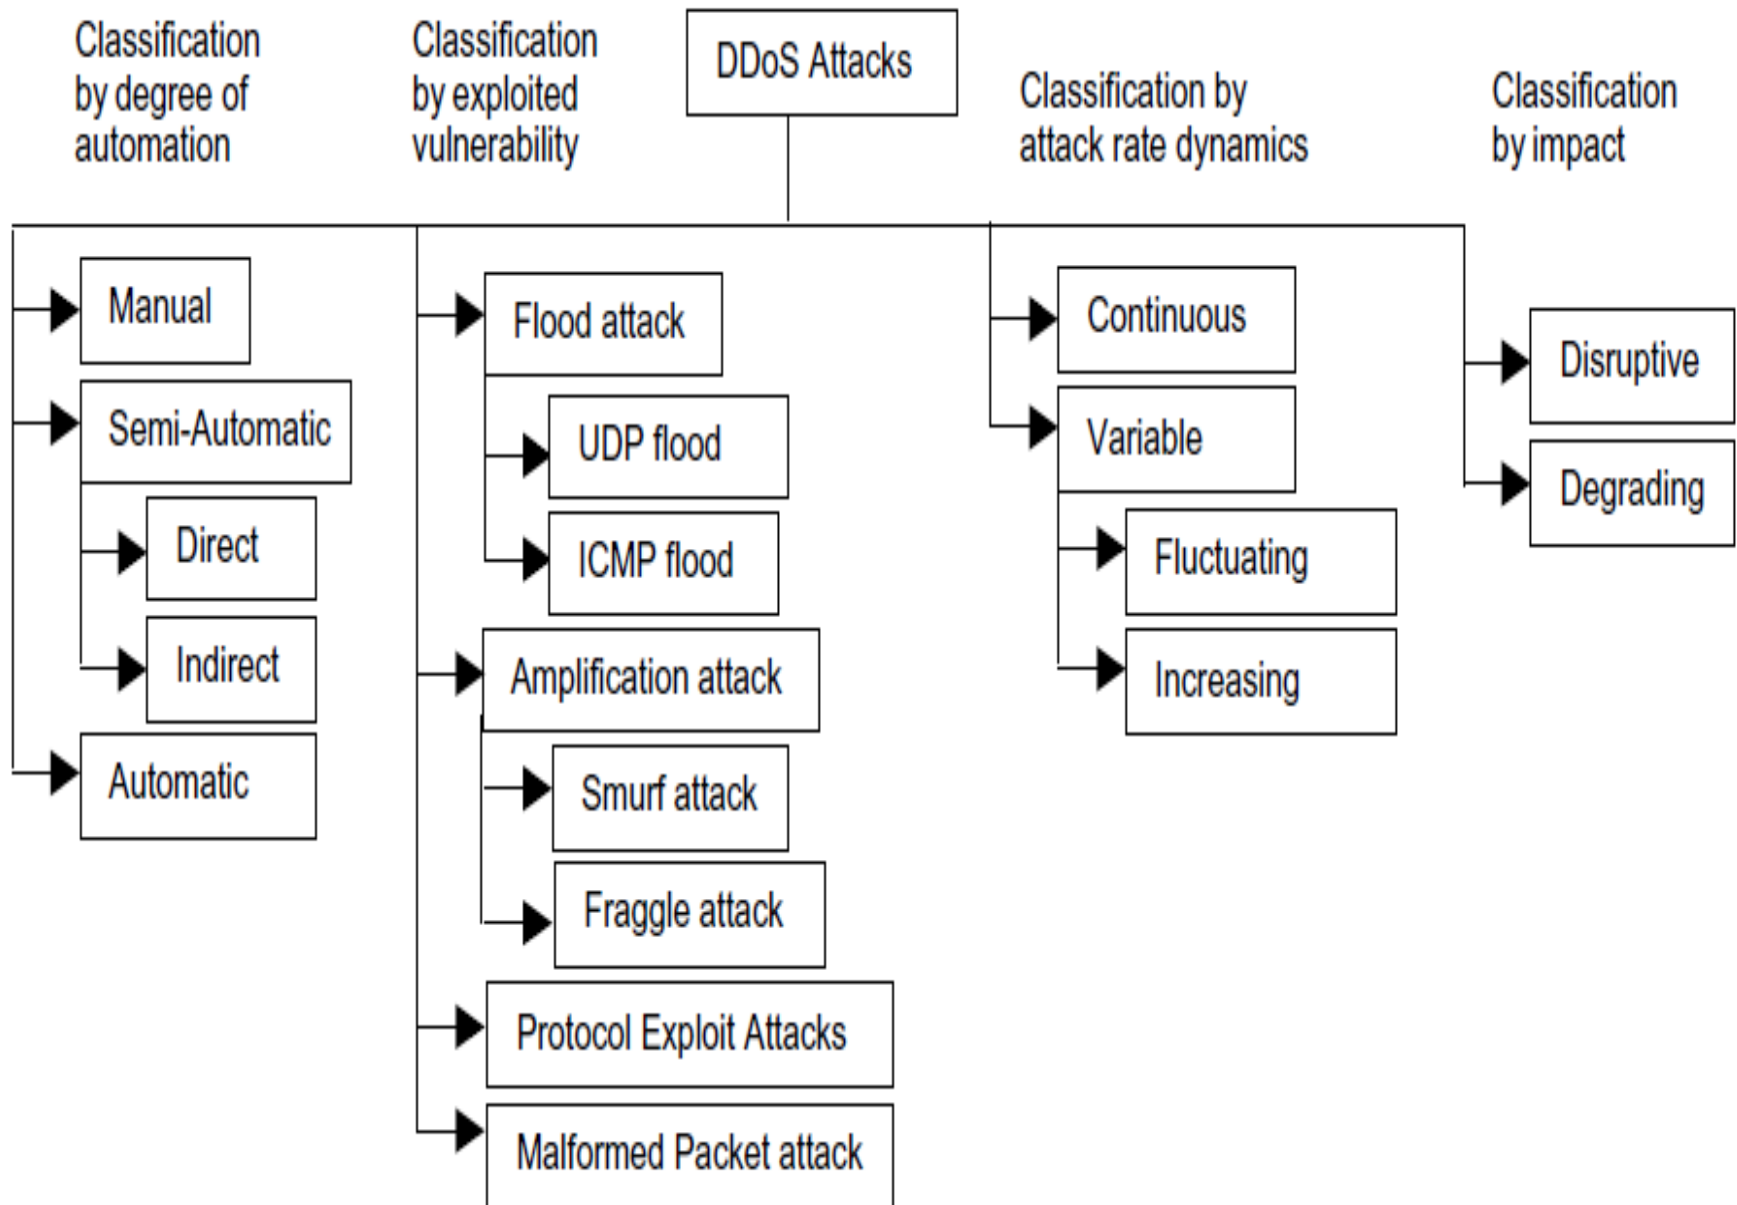 Classification
by degree of
automation
Classification
by exploited
vulnerability
DDoS Attacks
Classification by
attack rate dynamics
Classification
by impact
Manual
Semi-Automatic
Direct
Indirect
Automatic
Flood attack
UDP flood
ICMP flood
Amplification attack
Smurf attack
Fraggle attack
Protocol Exploit Attacks
Malformed Packet attack
Continuous
Variable
Fluctuating
Increasing
Disruptive
Degrading